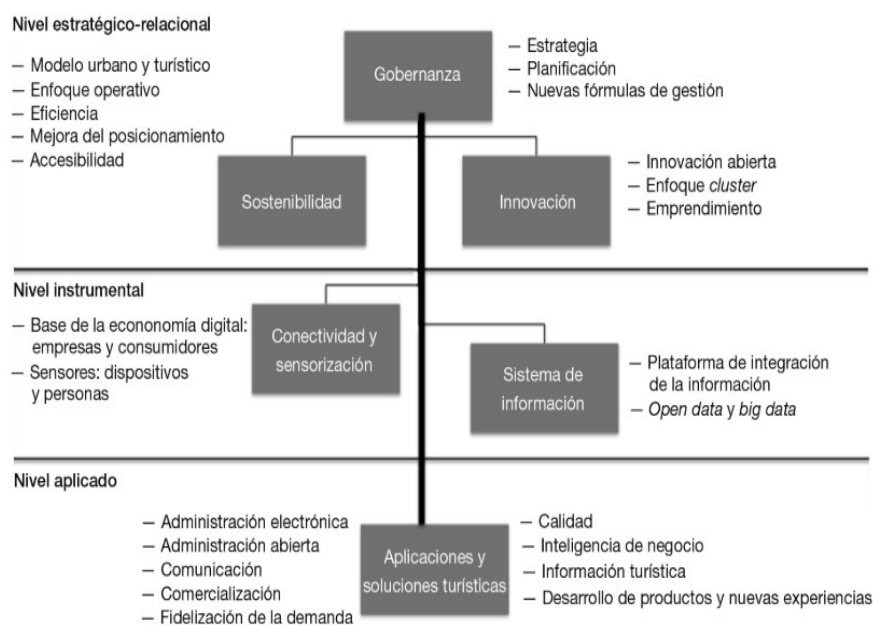 Nivel estratégico-relacional
— Modelo urbano y turístico
— Enfoque operativo
— Eficiencia
— Mejora del posicionamiento
— Accesibilidad
Gobernanza
— Estrategia
— Planificación
— Nuevas fórmulas de gestión
Sostenibilidad
Innovación
— Innovación abierta
— Enfoque cluster
— Emprendimiento
Nivel instrumental
— Base de la econonomía digital:
empresas y consumidores
— Sensores: dispositivos
y personas
Conectividad y
sensorización
Sistema de
información
— Plataforma de integración
de la información
— Open data y big data
Nivel aplicado
— Administración electrónica
— Administración abierta
— Comunicación
— Comercialización
— Fidelización de la demanda
Aplicaciones y
soluciones turísticas
— Calidad
— Inteligencia de negocio
— Información turística
— Desarrollo de productos y nuevas experiencias